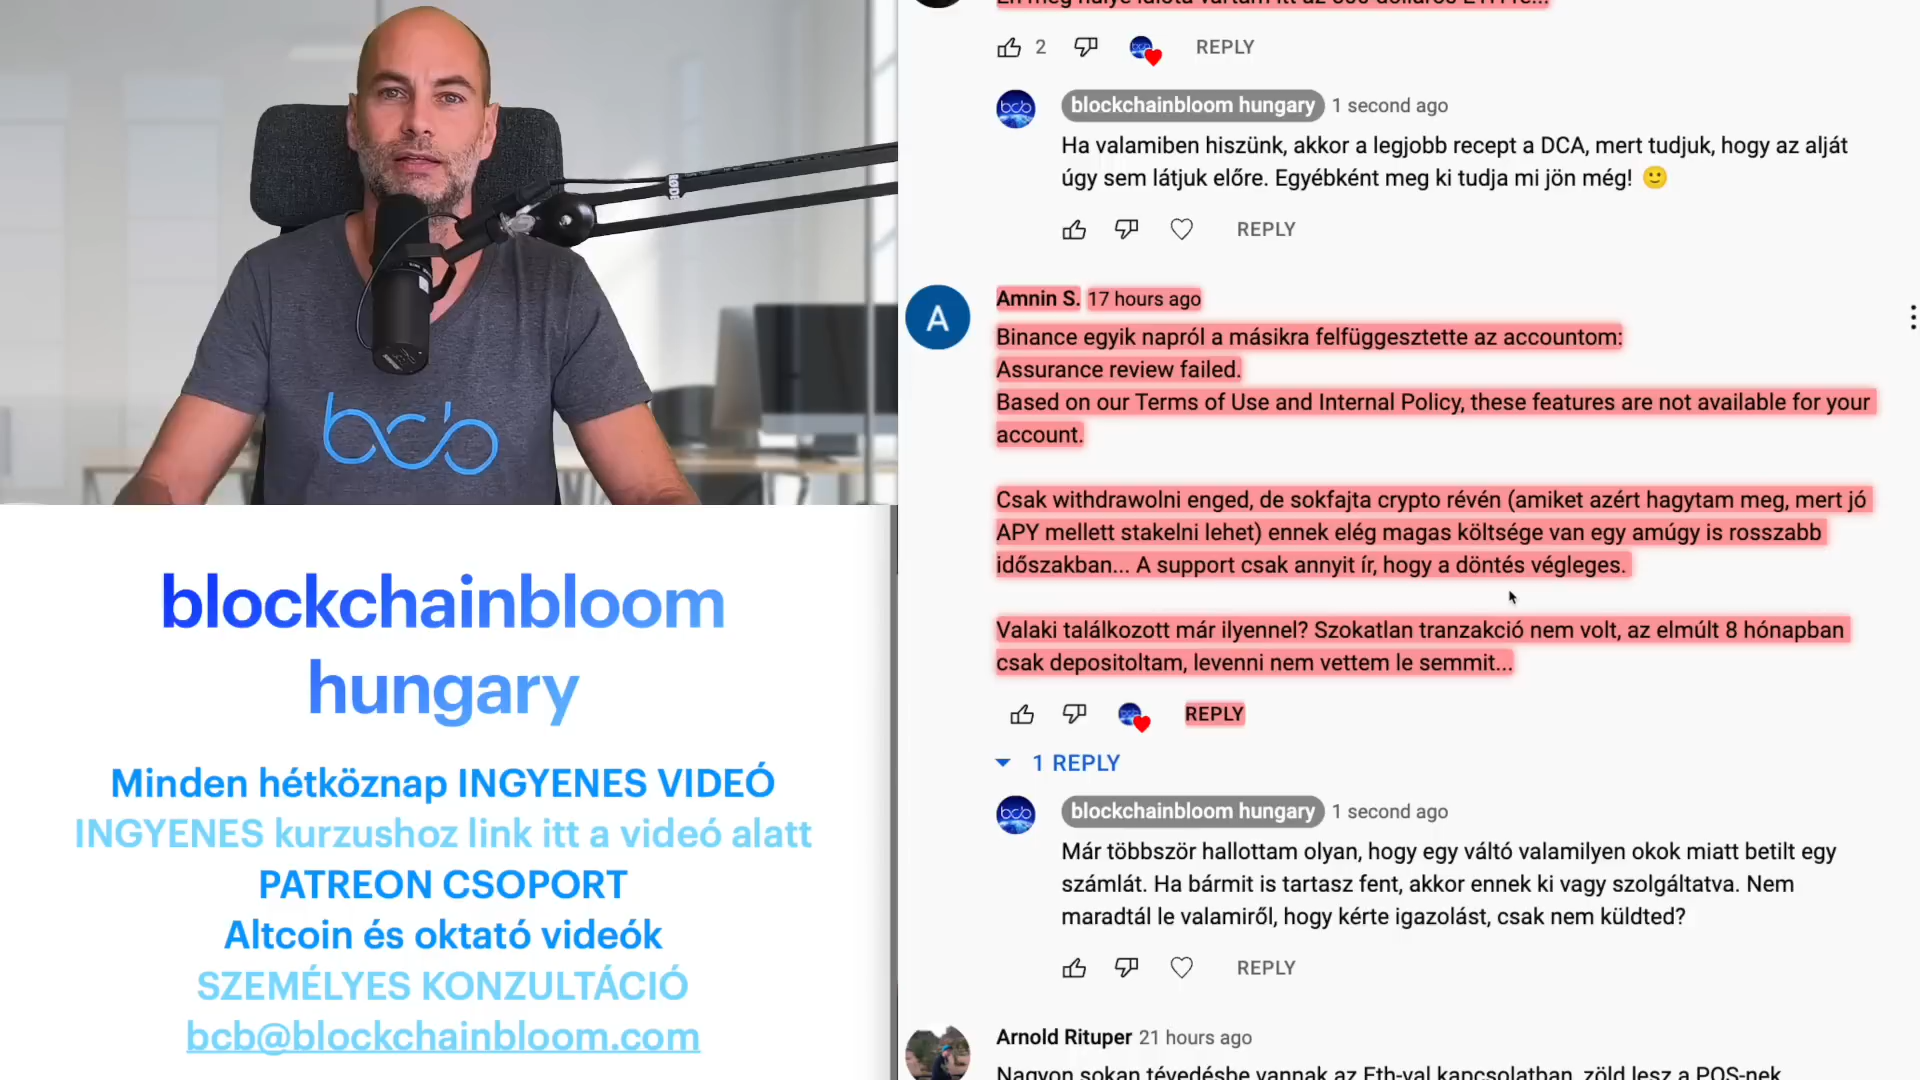 Én meg hülye idióta vártam itt az 500 dolláros ETH-re...
2
REPLY
blockchainbloom hungary 1 second ago
Ha valamiben hiszünk, akkor a legjobb recept a DCA, mert tudjuk, hogy az alját
úgy sem látjuk előre. Egyébként meg ki tudja mi jön még! 🙂
REPLY
A
Amnin S. 17 hours ago
Binance egyik napról a másikra felfüggesztette az accountom:
Assurance review failed.
Based on our Terms of Use and Internal Policy, these features are not available for your
account.
Csak withdrawolni enged, de sokfajta crypto révén (amiket azért hagytam meg, mert jó
APY mellett stakelni lehet) ennek elég magas költsége van egy amúgy is rosszabb
időszakban... A support csak annyit ír, hogy a döntés végleges.
Valaki találkozott már ilyennel? Szokatlan tranzakció nem volt, az elmúlt 8 hónapban
csak depositoltam, levenni nem vettem le semmit...
REPLY
1 REPLY
blockchainbloom hungary 1 second ago
Már többször hallottam olyan, hogy egy váltó valamilyen okok miatt betilt egy
számlát. Ha bármit is tartasz fent, akkor ennek ki vagy szolgáltatva. Nem
maradtál le valamiről, hogy kérte igazolást, csak nem küldted?
REPLY
Arnold Rituper 21 hours ago
Nagyon sokan tévedésbe vannak az Eth-val kapcsolatban, zöld lesz a POS-nek
RØDE
bcb
blockchainbloom
hungary
Minden hétköznap INGYENES VIDEÓ
INGYENES kurzushoz link itt a videó alatt
PATREON CSOPORT
Altcoin és oktató videók
SZEMÉLYES KONZULTÁCIÓ
bcb@blockchainbloom.com